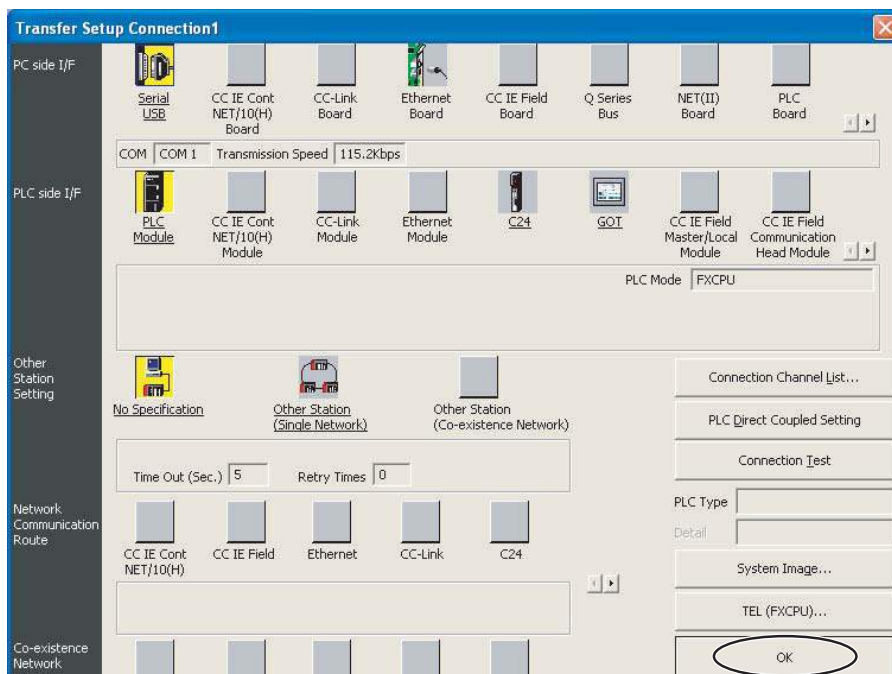 Transfer Setup Connection1
PC side I/F
Serial
USB
CC IE Cont
NET/10(H)
Board
CC-Link
Board
Ethernet
Board
CC IE Field
Board
Q Series
Bus
NET(II)
Board
PLC
Board
COM COM 1 Transmission Speed 115.2Kbps
PLC side I/F
PLC
Module
CC IE Cont
NET/10(H)
Module
CC-Link
Module
Ethernet
Module
C24
GOT
CC IE Field
Master/Local
Module
CC IE Field
Communication
Head Module
PLC Mode FXCPU
Other
Station
Setting
No Specification
Other Station
(Single Network)
Other Station
(Co-existence Network)
Time Out (Sec.) 5 Retry Times 0
Connection Channel List...
PLC Direct Coupled Setting
Connection Test
PLC Type
Detail
System Image...
TEL (FXCPU)...
OK
Network
Communication
Route
CC IE Cont
NET/10(H)
CC IE Field
Ethernet
CC-Link
C24
Co-existence
Network